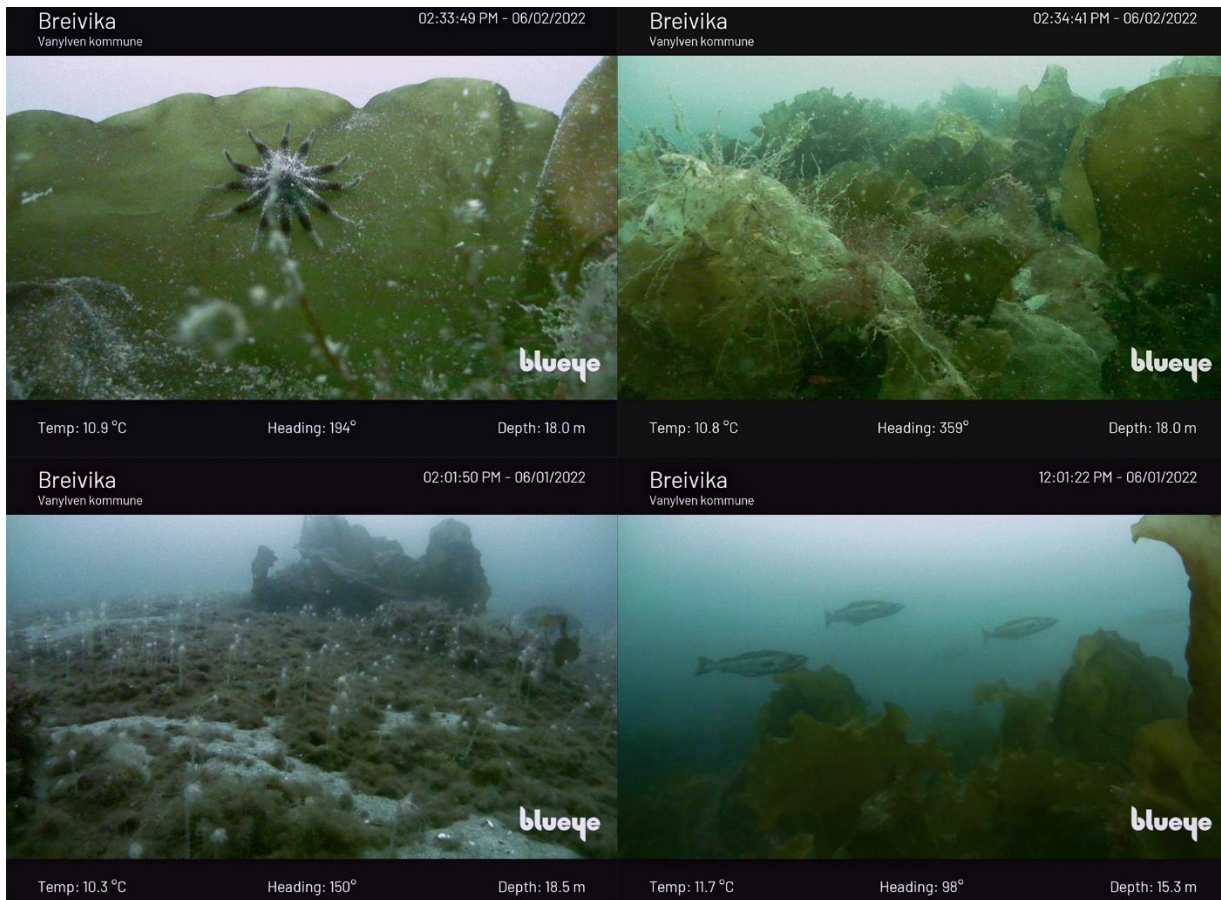 Breivika 02:33:49 PM - 06/02/2022
Vanylven kommune
blueye
Temp: 10.9 °C Heading: 194° Depth: 18.0 m
Breivika 02:34:41 PM - 06/02/2022
Vanylven kommune
blueye
Temp: 10.8 °C Heading: 359° Depth: 18.0 m
Breivika 02:01:50 PM - 06/01/2022
Vanylven kommune
blueye
Temp: 10.3 °C Heading: 150° Depth: 18.5 m
Breivika 12:01:22 PM - 06/01/2022
Vanylven kommune
blueye
Temp: 11.7 °C Heading: 98° Depth: 15.3 m